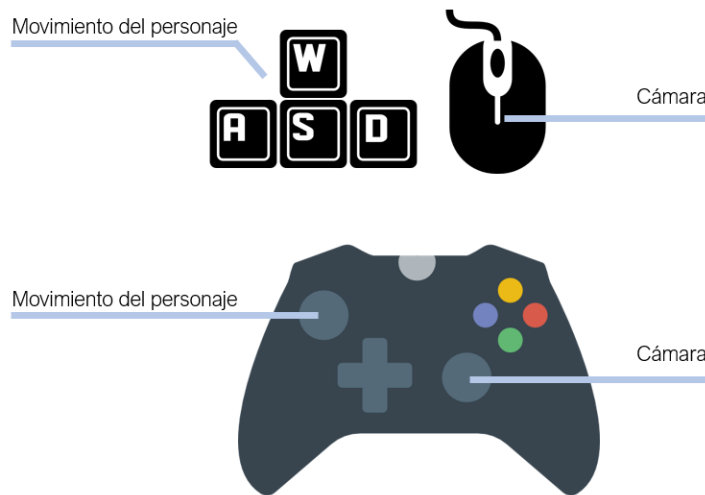 Movimiento del personaje
W
A S D
Cámara
Movimiento del personaje
Cámara